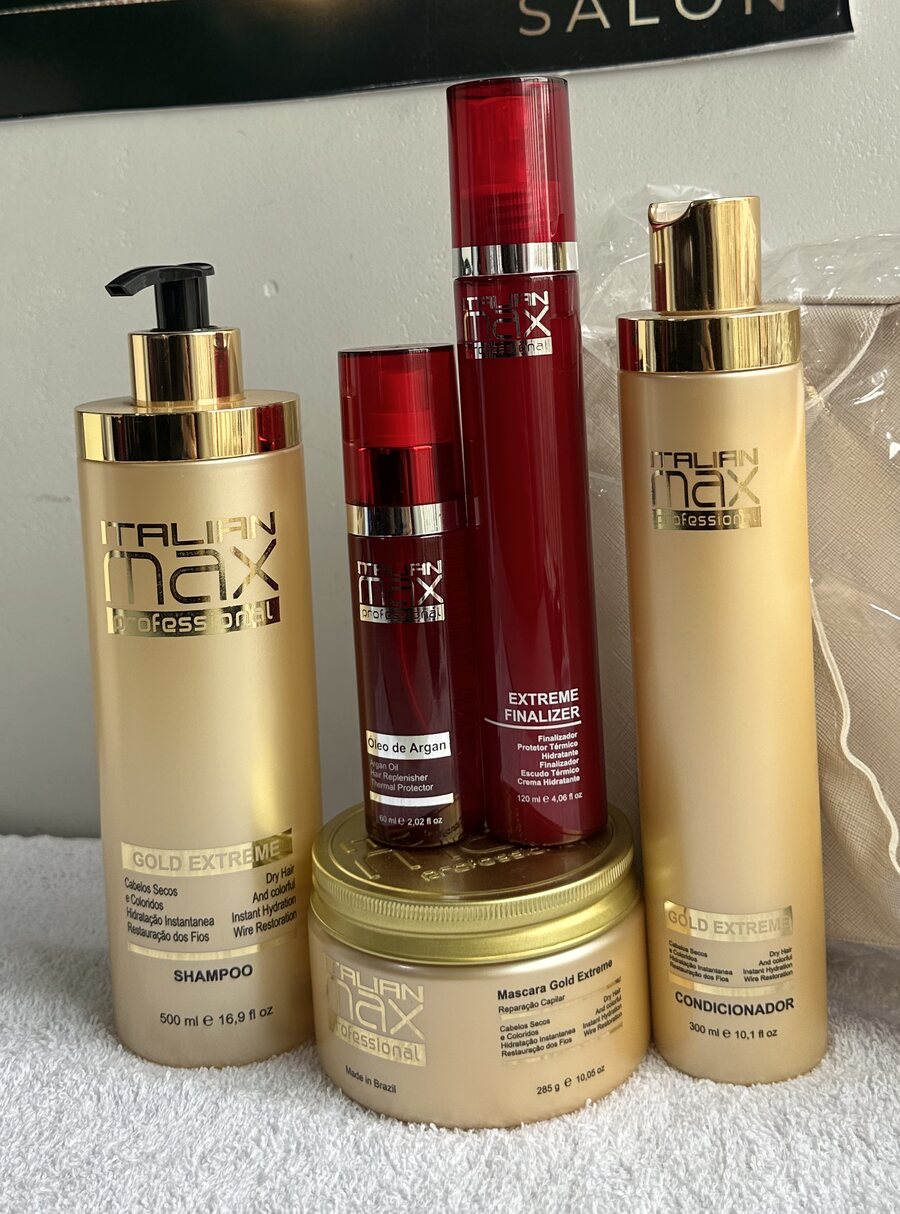 SALON
ITALIAN
max
professional
GOLD EXTREME
Cabelos Secos
e Coloridos
Hidratação Instantanea
Restauração dos Fios
Dry Hair
And colorful
Instant Hydration
Wire Restoration
SHAMPOO
500 ml e 16,9 fl oz
ITALIAN
max
professional
Oleo de Argan
Argan Oil
Hair Replenisher
Thermal Protector
60 ml e 2,02 fl oz
ITALIAN
max
professional
EXTREME
FINALIZER
Finalizador
Protetor Térmico
Hidratante
Finalizador
Escudo Térmico
Crema Hidratante
120 ml e 4,06 fl oz
professional
ITALIAN
max
professional
Made in Brazil
Mascara Gold Extreme
Reparação Capilar
Cabelos Secos
e Coloridos
Hidratação Instantanea
Restauração dos Fios
Dry Hair
And colorful
Instant Hydration
Wire Restoration
285 g e 10,05 oz
ITALIAN
max
professional
GOLD EXTREME
Cabelos Secos
e Coloridos
Hidratação Instantanea
Restauração dos Fios
Dry Hair
And colorful
Instant Hydration
Wire Restoration
CONDICIONADOR
300 ml e 10,1 fl oz